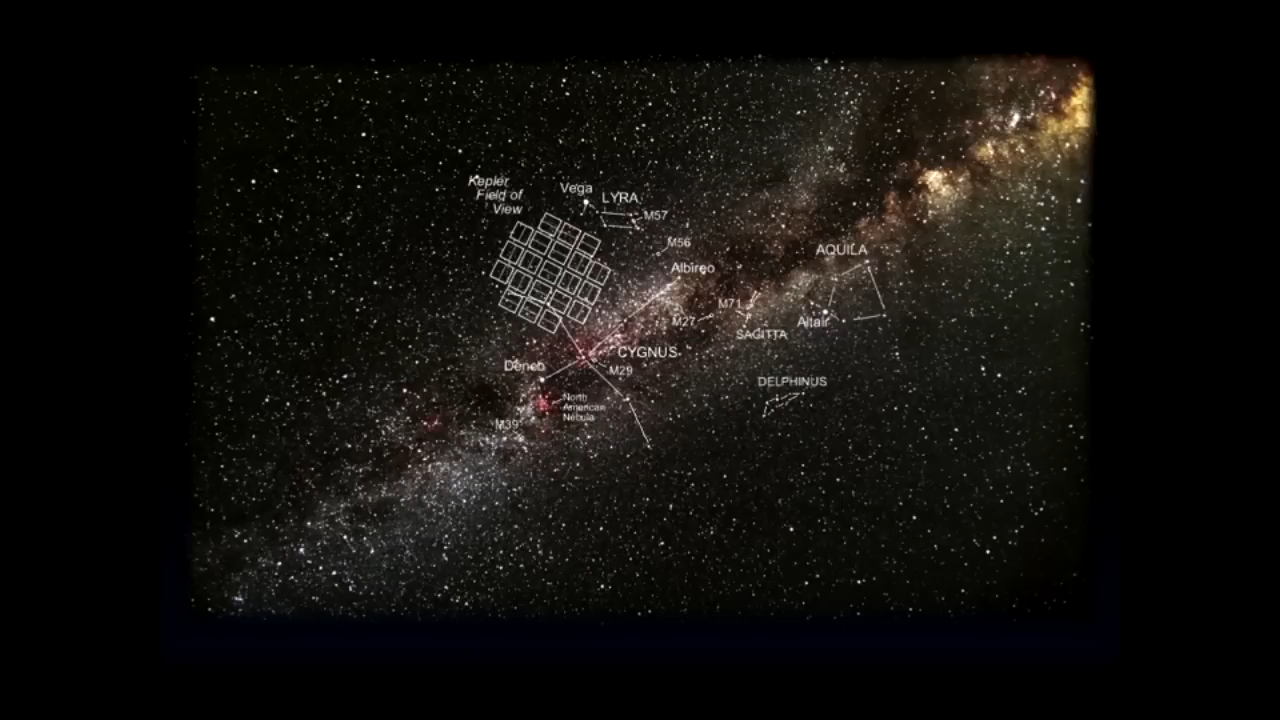 Kepler
Field of
View
Vega
LYRA
M57
M56
Albireo
AQUILA
M71
M27
SAGITTA
Altair
CYGNUS
Deneb
M29
DELPHINUS
North
American
Nebula
M39